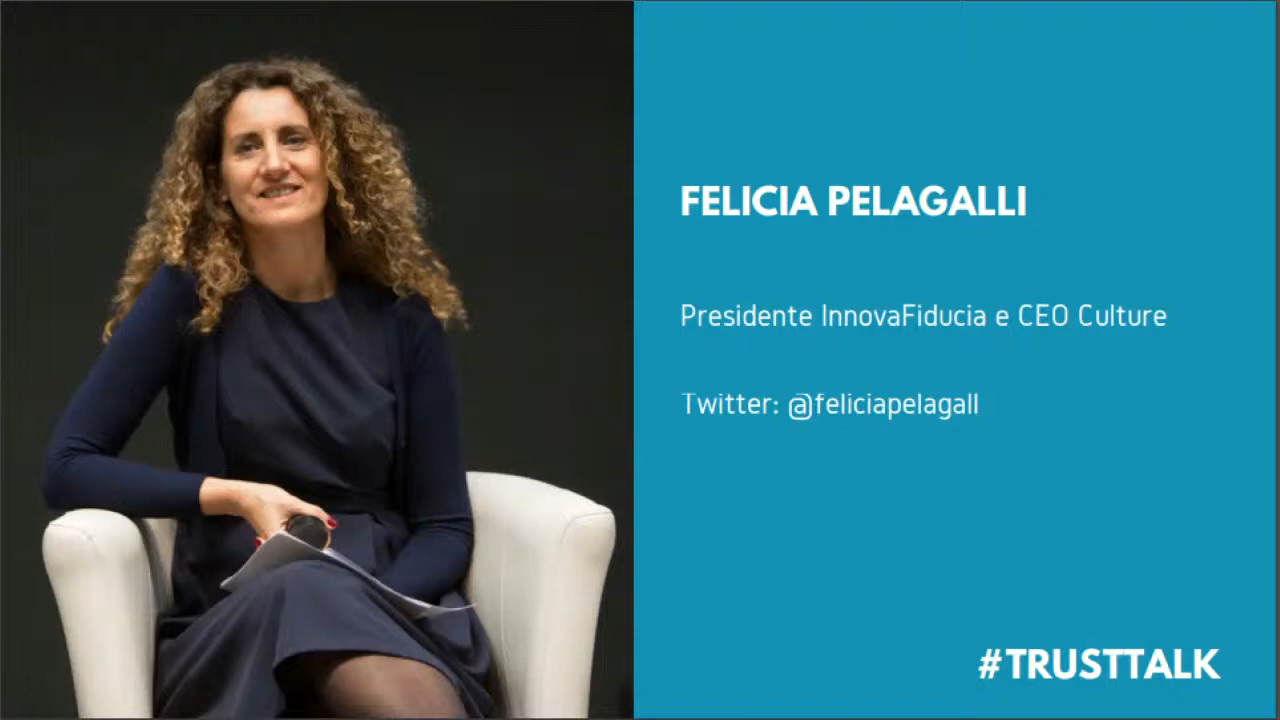 FELICIA PELAGALLI
Presidente InnovaFiducia e CEO Culture
Twitter: @feliciapelagall
#TRUSTTALK